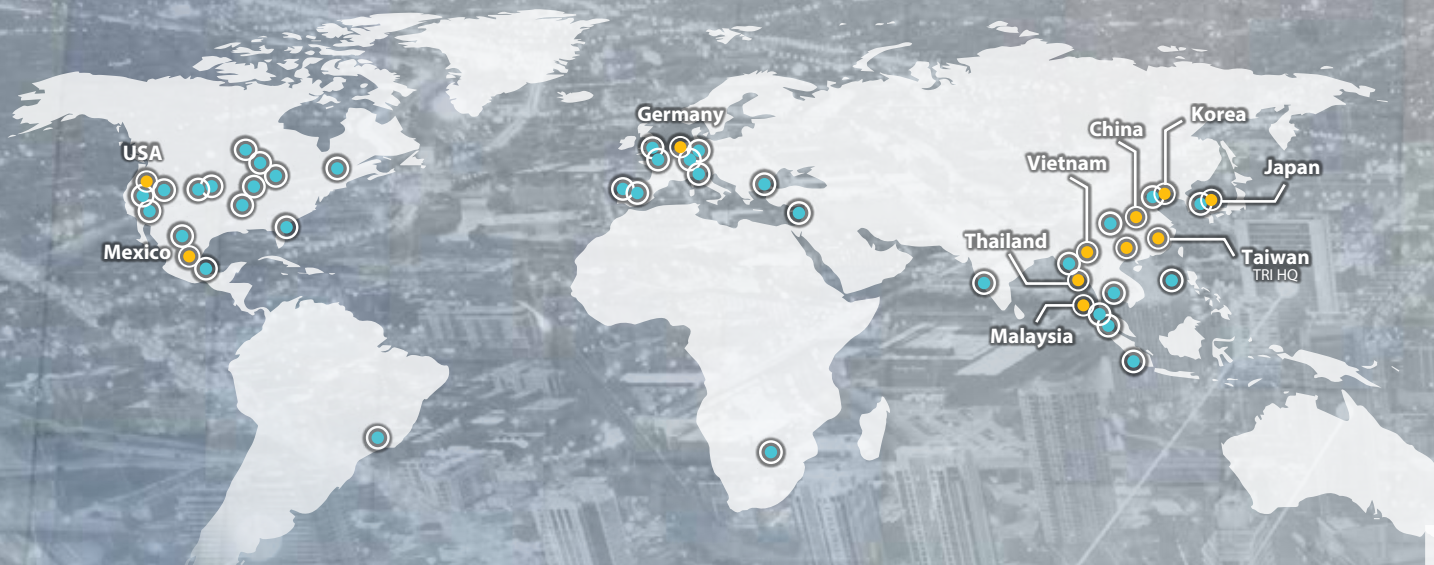 Germany
Korea
China
USA
Vietnam
Japan
Thailand
Mexico
Taiwan
TRI HQ
Malaysia